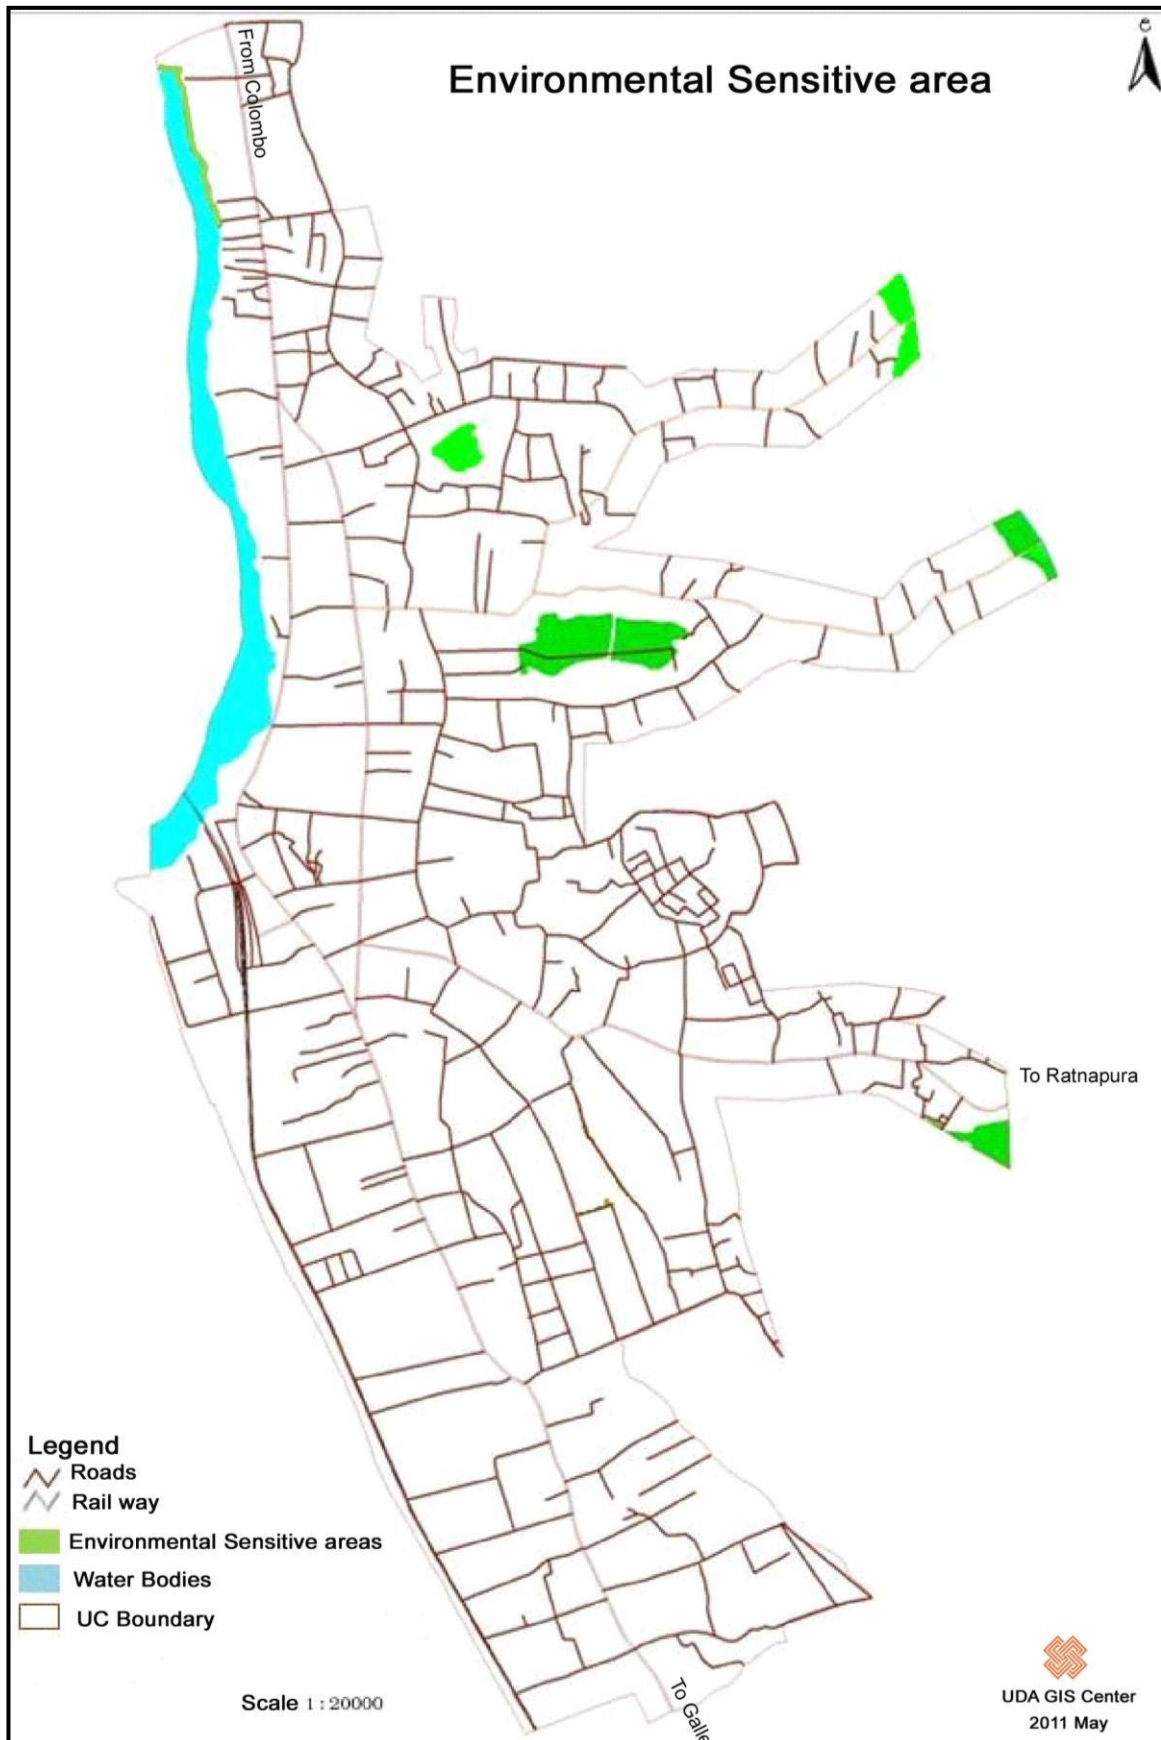 Environmental Sensitive area
From Colombo
To Ratnapura
Legend
Roads
Rail way
Environmental Sensitive areas
Water Bodies
UC Boundary
Scale 1:20000
To Galle
UDA GIS Center
2011 May